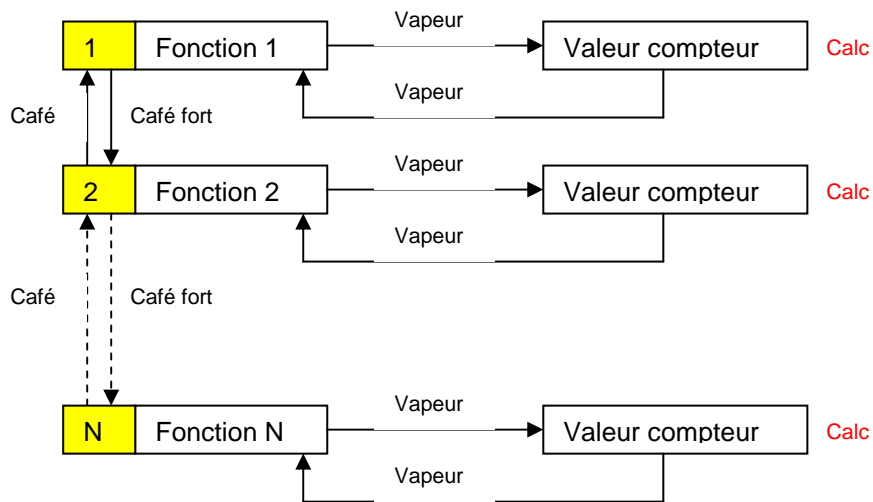 Vapeur
1 Fonction 1 Valeur compteur Calc
Vapeur
Café Café fort
Vapeur
2 Fonction 2 Valeur compteur Calc
Vapeur
Café Café fort
Vapeur
N Fonction N Valeur compteur Calc
Vapeur